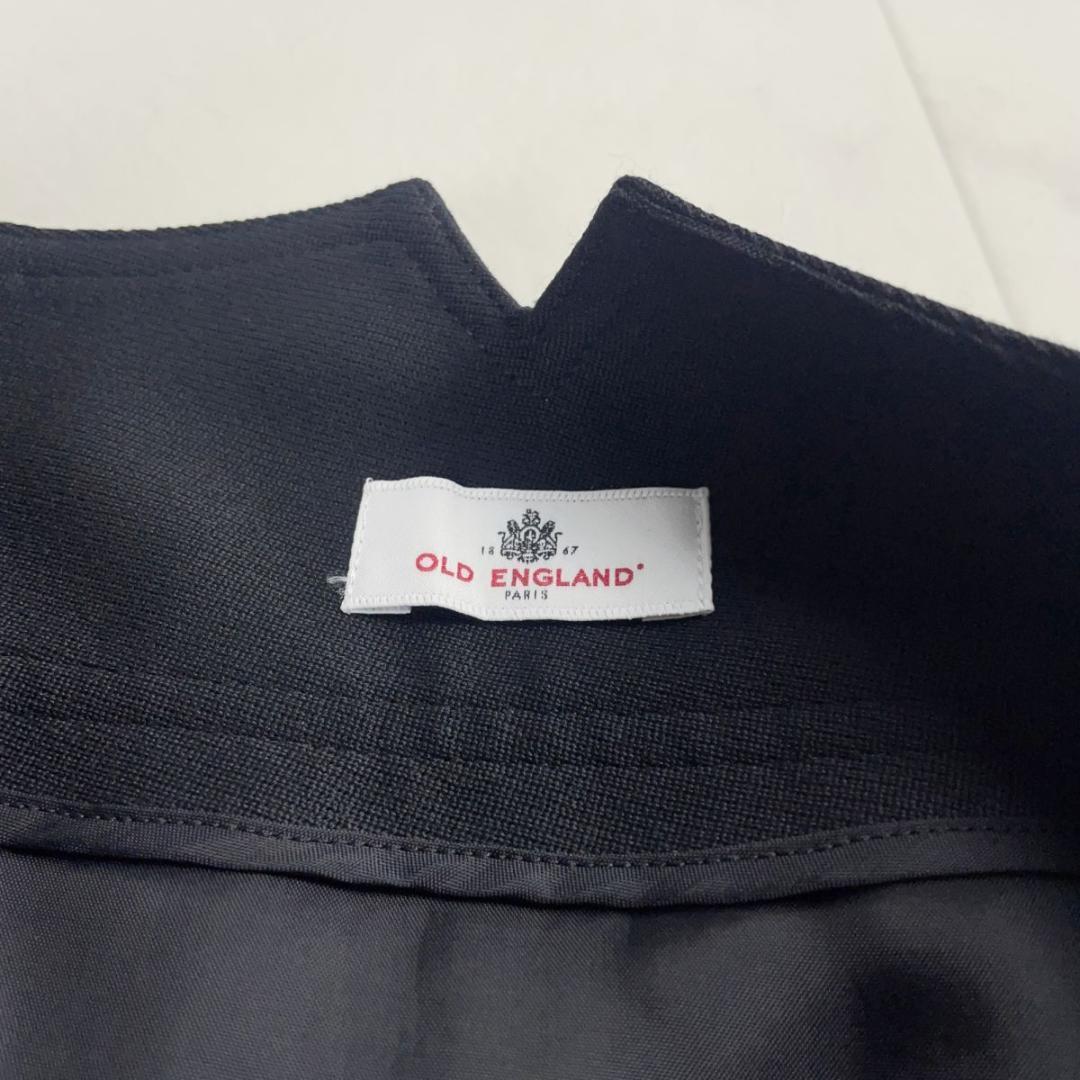 18 67
OLD ENGLAND
PARIS